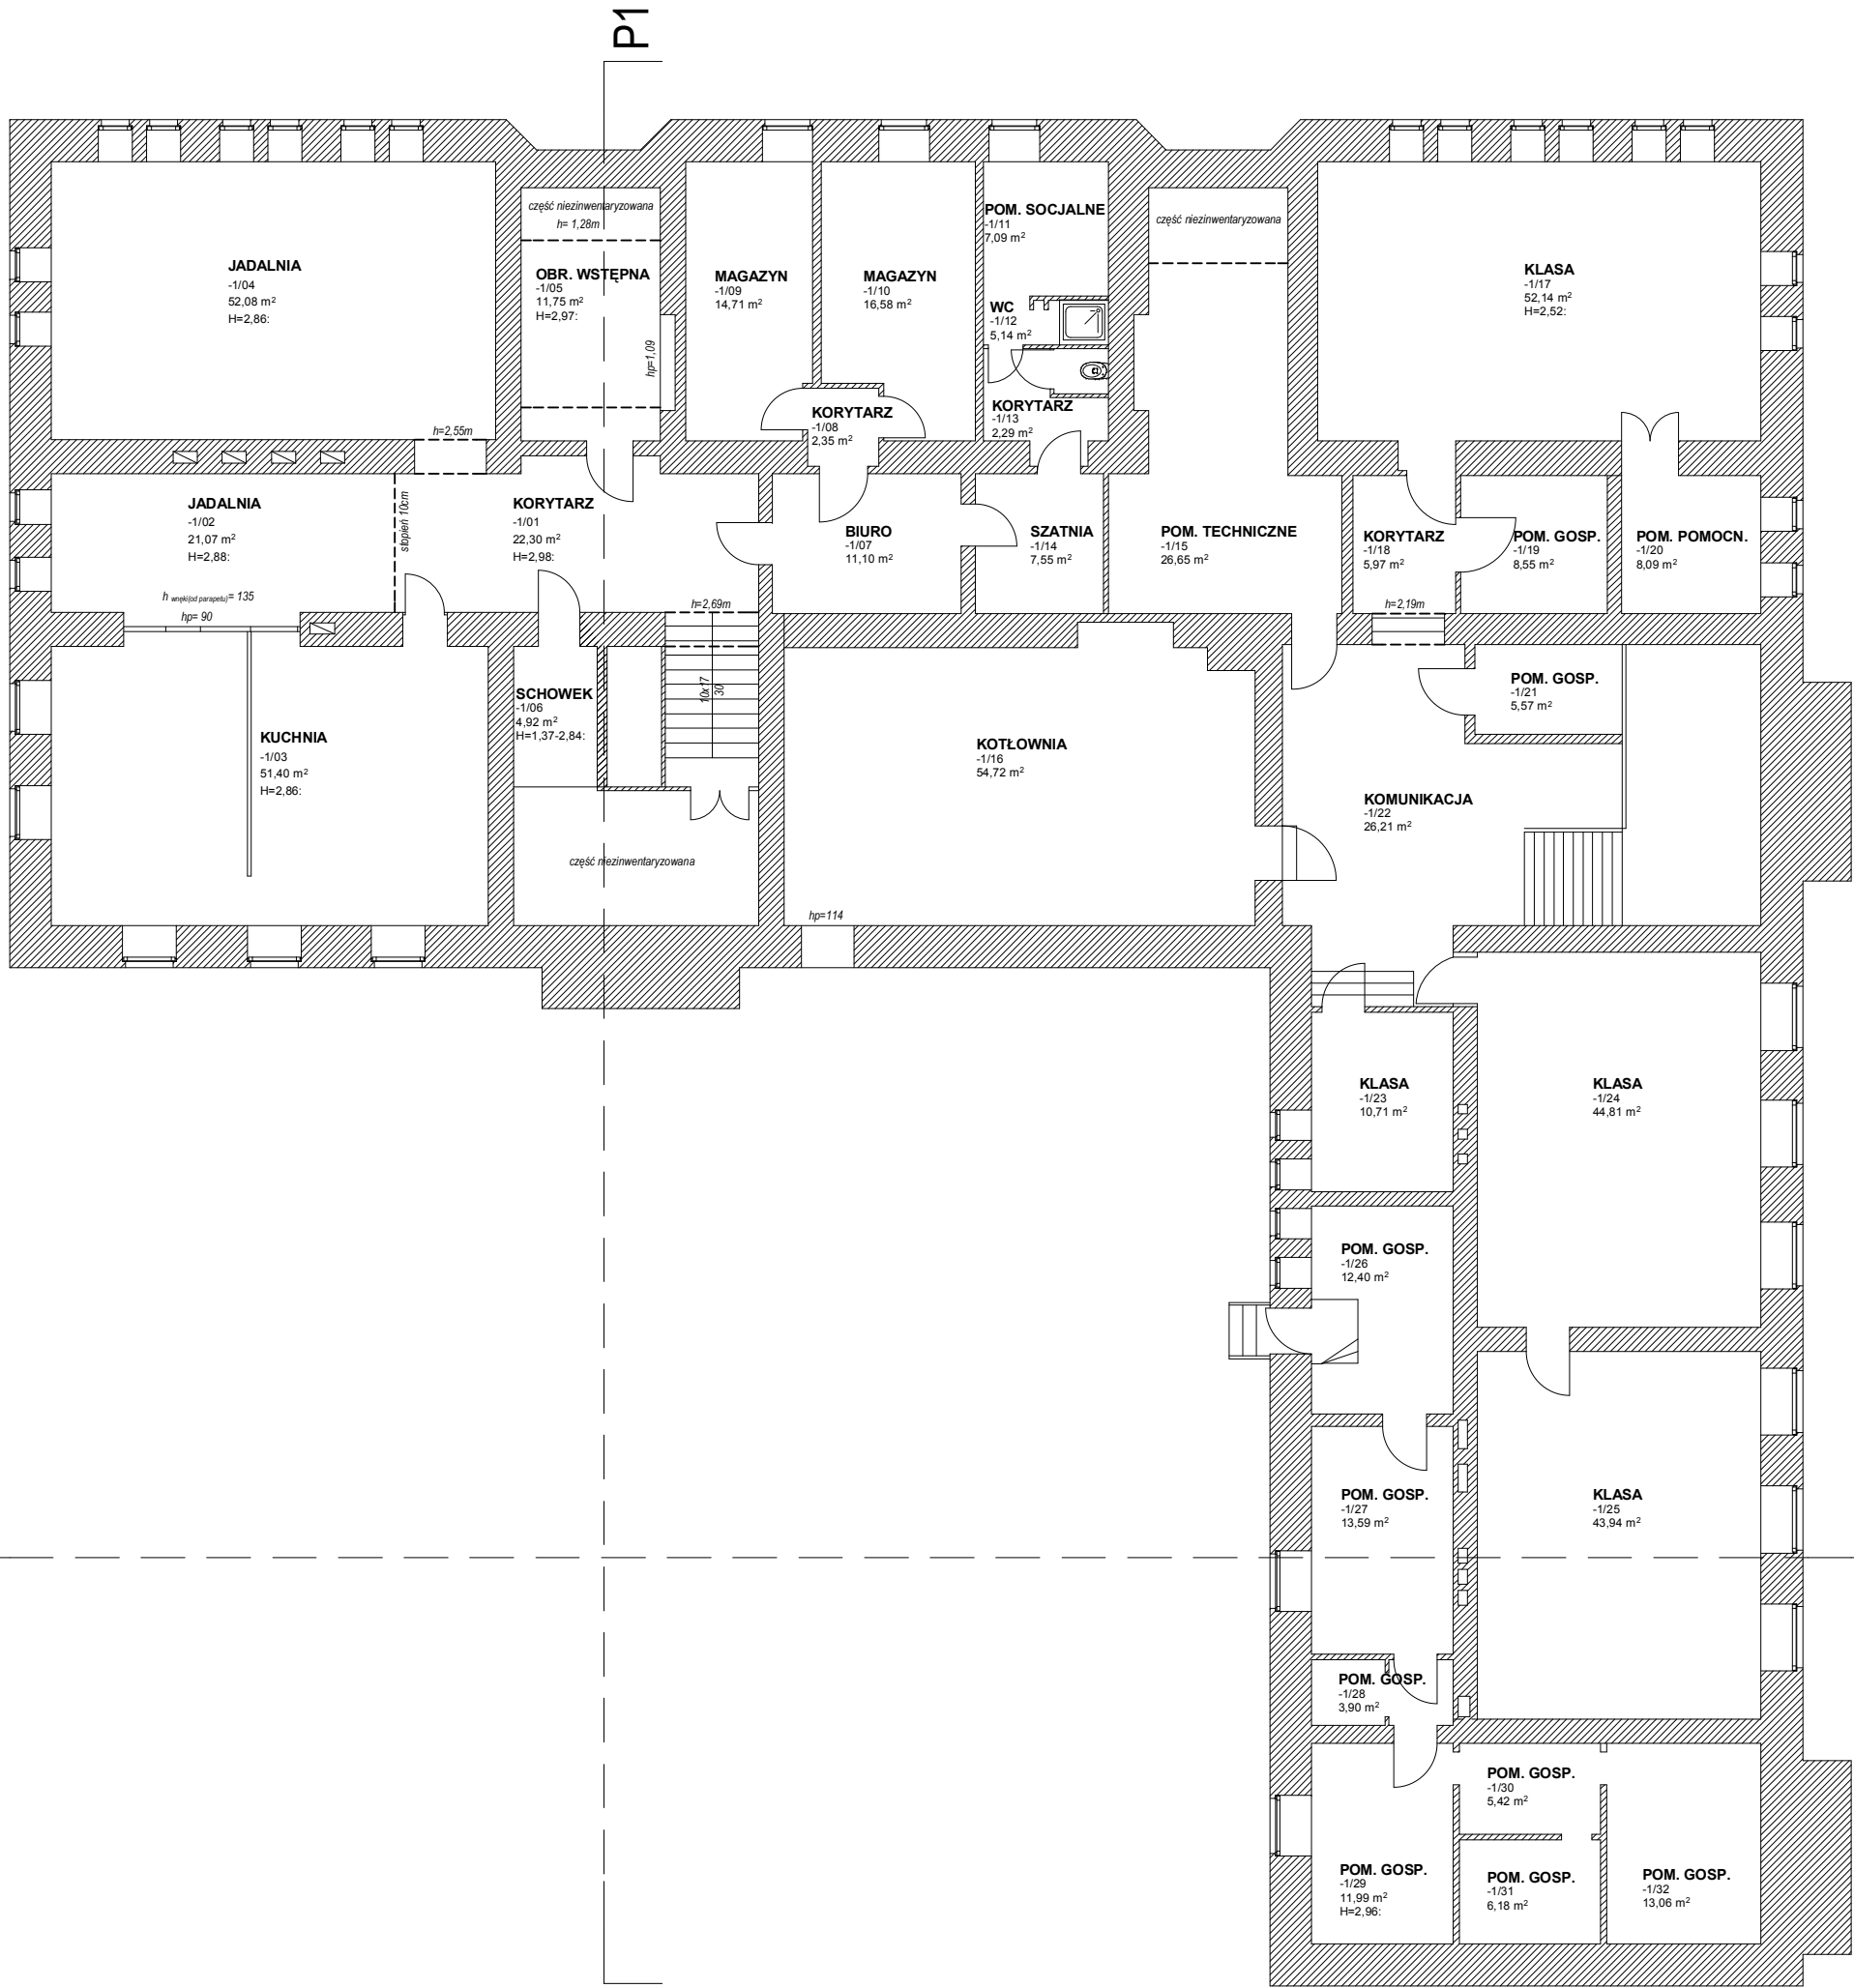 P1
JADALNIA
-1/04
52,08 m²
H=2,86:
część niezinwentaryzowana
h= 1,28m
OBR. WSTĘPNA
-1/05
11,75 m²
H=2,97:
hp=1,09
MAGAZYN
-1/09
14,71 m²
MAGAZYN
-1/10
16,58 m²
POM. SOCJALNE
-1/11
7,09 m²
WC
-1/12
5,14 m²
KORYTARZ
-1/13
2,29 m²
KORYTARZ
-1/08
2,35 m²
część niezinwentaryzowana
KLASA
-1/17
52,14 m²
H=2,52:
h=2,55m
JADALNIA
-1/02
21,07 m²
H=2,88:
stopień 10cm
h wnęki(od parapetu)= 135
hp= 90
KORYTARZ
-1/01
22,30 m²
H=2,98:
h=2,69m
BIURO
-1/07
11,10 m²
SZATNIA
-1/14
7,55 m²
POM. TECHNICZNE
-1/15
26,65 m²
KORYTARZ
-1/18
5,97 m²
h=2,19m
POM. GOSP.
-1/19
8,55 m²
POM. POMOCN.
-1/20
8,09 m²
KUCHNIA
-1/03
51,40 m²
H=2,86:
SCHOWEK
-1/06
4,92 m²
H=1,37-2,84:
10x17
30
część niezinwentaryzowana
KOTŁOWNIA
-1/16
54,72 m²
hp=114
POM. GOSP.
-1/21
5,57 m²
KOMUNIKACJA
-1/22
26,21 m²
KLASA
-1/23
10,71 m²
KLASA
-1/24
44,81 m²
POM. GOSP.
-1/26
12,40 m²
POM. GOSP.
-1/27
13,59 m²
KLASA
-1/25
43,94 m²
POM. GOSP.
-1/28
3,90 m²
POM. GOSP.
-1/30
5,42 m²
POM. GOSP.
-1/29
11,99 m²
H=2,96:
POM. GOSP.
-1/31
6,18 m²
POM. GOSP.
-1/32
13,06 m²